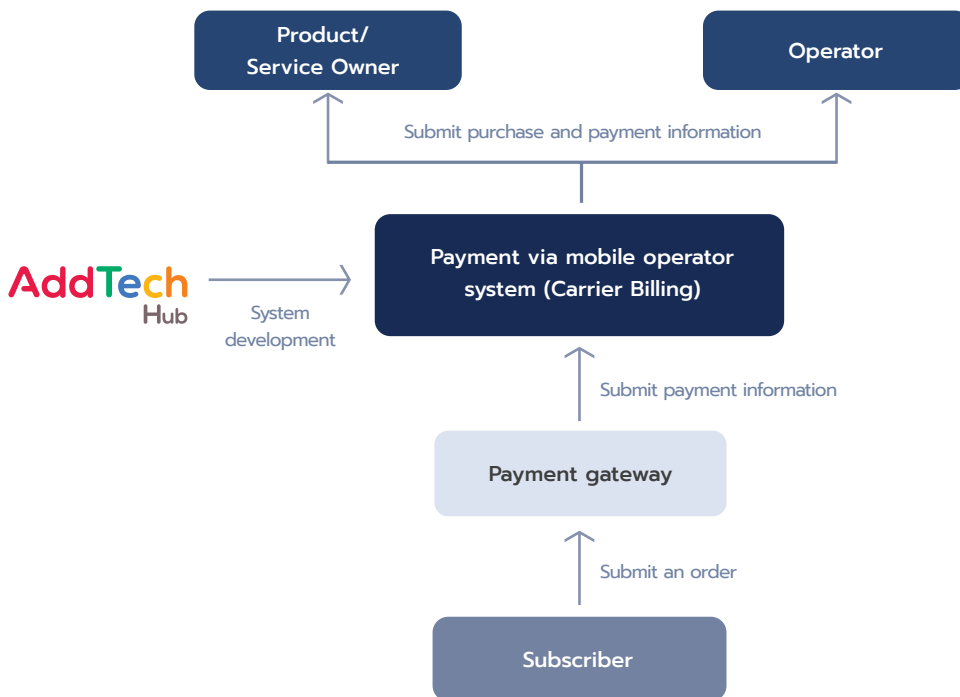 Product/
Service Owner
Operator
Submit purchase and payment information
Payment via mobile operator
system (Carrier Billing)
AddTech
Hub
System
development
Submit payment information
Payment gateway
Submit an order
Subscriber